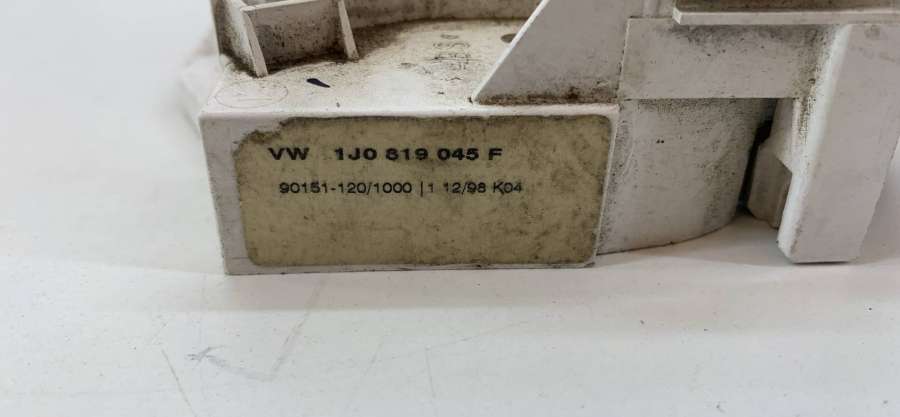 VW 1J0 819 045 F
90151-120/1000 | 1 12/98 K04